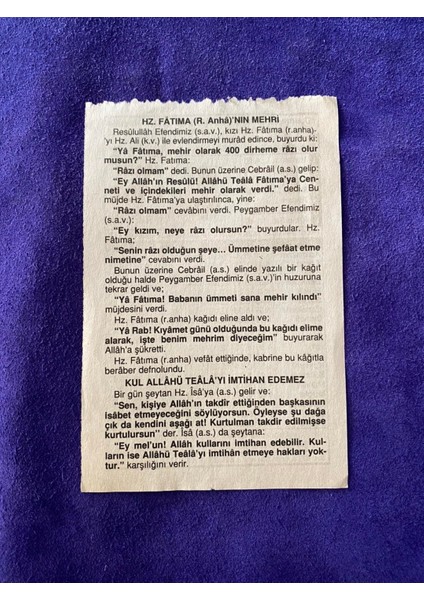 HZ. FÂTIMA (R. Anhâ)'NIN MEHRİ
Resûlullâh Efendimiz (s.a.v.), kızı Hz. Fâtıma (r.anha)-
'yı Hz. Ali (k.v.) ile evlendirmeyi murâd edince, buyurdu ki:
"Yâ Fâtıma, mehir olarak 400 dirheme râzı olur
musun?" Hz. Fatıma:
"Râzı olmam" dedi. Bunun üzerine Cebrâil (a.s.) gelip:
"Ey Allâh'ın Resûlü! Allâhü Teâlâ Fâtıma'ya Cen-
neti ve içindekileri mehir olarak verdi." dedi. Bu
müjde Hz. Fâtıma'ya ulaştırılınca, yine:
"Râzı olmam" cevâbını verdi. Peygamber Efendimiz
(s.a.v.):
"Ey kızım, neye râzı olursun?" buyurdular. Hz.
Fâtıma;
"Senin râzı olduğun şeye... Ümmetine şefâat etme
nimetine" cevabını verdi.
Bunun üzerine Cebrâil (a.s.) elinde yazılı bir kağıt
olduğu halde Peygamber Efendimiz (s.a.v.)'in huzuruna
tekrar geldi ve;
"Yâ Fâtıma! Babanın ümmeti sana mehir kılındı"
müjdesini verdi.
Hz. Fâtıma (r.anha) kağıdı eline aldı ve;
"Yâ Rab! Kıyâmet günü olduğunda bu kağıdı elime
alarak, işte benim mehrim diyeceğim" buyurarak
Allâh'a şükretti.
Hz. Fâtıma (r.anha) vefât ettiğinde, kabrine bu kâğıtla
beraber defnolundu.
KUL ALLÂHÜ TEÂLÂ'YI İMTİHAN EDEMEZ
Bir gün şeytan Hz. Îsâ'ya (a.s.) gelir ve:
"Sen, kişiye Allâh'ın takdir ettiğinden başkasının
isâbet etmeyeceğini söylüyorsun. Öyleyse şu dağa
çık da kendini aşağı at! Kurtulman takdir edilmişse
kurtulursun" der. Îsâ (a.s.) da şeytana:
"Ey mel'un! Allâh kullarını imtihan edebilir. Kul-
ların ise Allâhü Teâlâ'yı imtihân etmeye hakları yok-
tur." karşılığını verir.